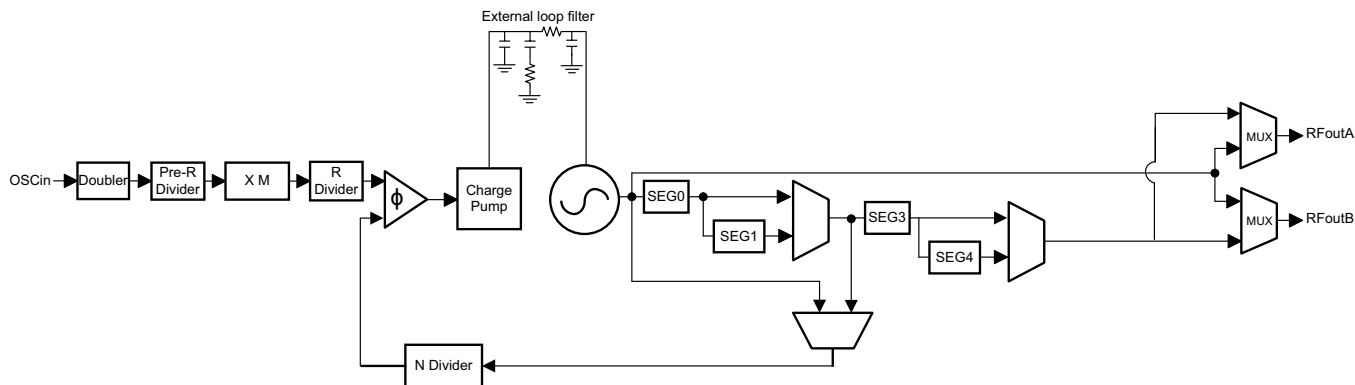 External loop filter
OSCin
Doubler
Pre-R
Divider
X M
R
Divider
ϕ
Charge
Pump
SEG0
SEG1
SEG3
SEG4
MUX
RFoutA
MUX
RFoutB
N Divider